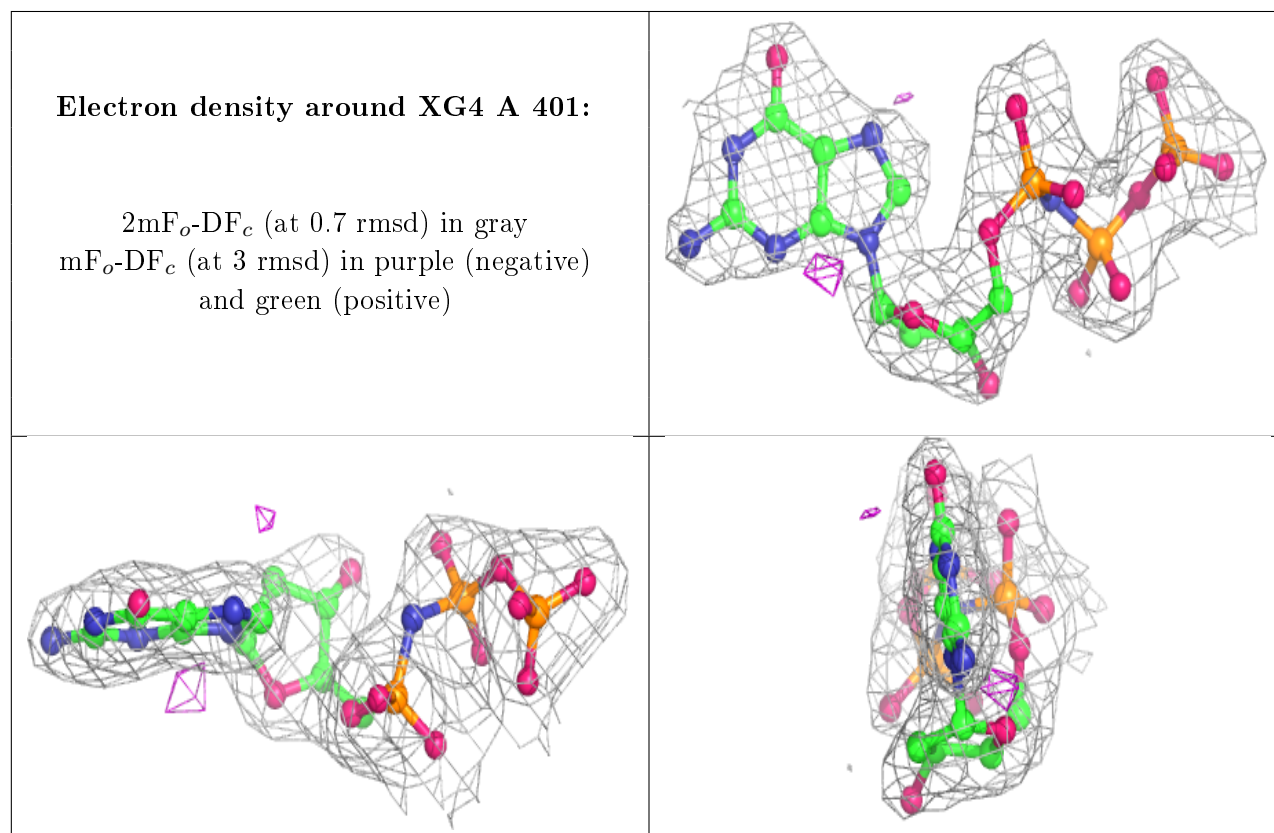 Electron density around XG4 A 401:
2mFo-DFc (at 0.7 rmsd) in gray
mFo-DFc (at 3 rmsd) in purple (negative)
and green (positive)